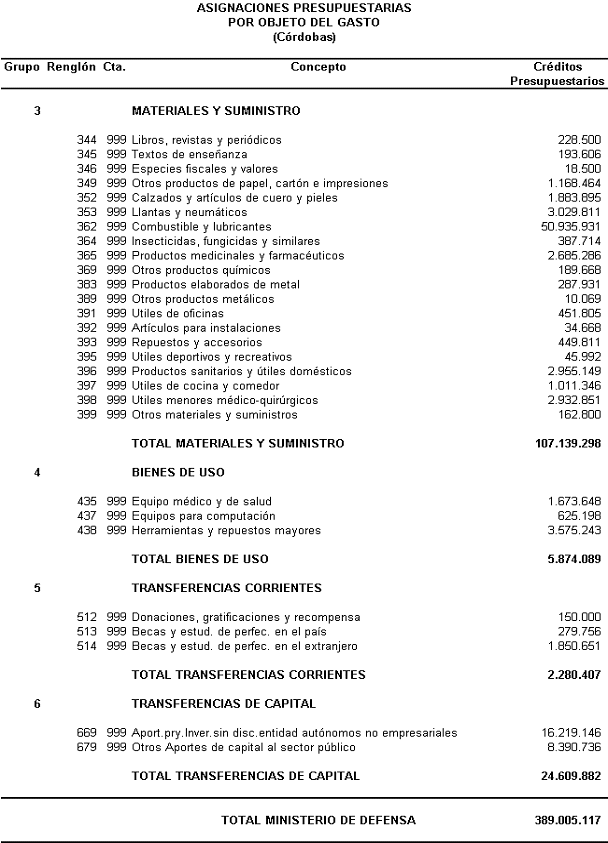 ASIGNACIONES PRESUPUESTARIAS
POR OBJETO DEL GASTO
(Córdobas)
Grupo Renglón Cta. Concepto Créditos Presupuestarios
3 MATERIALES Y SUMINISTRO
344 999 Libros, revistas y periódicos 228.500
345 999 Textos de enseñanza 193.606
346 999 Especies fiscales y valores 18.500
349 999 Otros productos de papel, cartón e impresiones 1.168.464
352 999 Calzados y artículos de cuero y pieles 1.883.895
353 999 Llantas y neumáticos 3.029.811
362 999 Combustible y lubricantes 50.935.931
364 999 Insecticidas, fungicidas y similares 387.714
365 999 Productos medicinales y farmacéuticos 2.685.286
369 999 Otros productos químicos 189.668
383 999 Productos elaborados de metal 287.931
389 999 Otros productos metálicos 10.069
391 999 Utiles de oficinas 451.805
392 999 Artículos para instalaciones 34.668
393 999 Repuestos y accesorios 449.811
395 999 Utiles deportivos y recreativos 45.992
396 999 Productos sanitarios y útiles domésticos 2.955.149
397 999 Utiles de cocina y comedor 1.011.346
398 999 Utiles menores médico-quirúrgicos 2.932.851
399 999 Otros materiales y suministros 162.800
TOTAL MATERIALES Y SUMINISTRO 107.139.298
4 BIENES DE USO
435 999 Equipo médico y de salud 1.673.648
437 999 Equipos para computación 625.198
438 999 Herramientas y repuestos mayores 3.575.243
TOTAL BIENES DE USO 5.874.089
5 TRANSFERENCIAS CORRIENTES
512 999 Donaciones, gratificaciones y recompensa 150.000
513 999 Becas y estud. de perfec. en el país 279.756
514 999 Becas y estud. de perfec. en el extranjero 1.850.651
TOTAL TRANSFERENCIAS CORRIENTES 2.280.407
6 TRANSFERENCIAS DE CAPITAL
669 999 Aport.pry.Inver.sin disc.entidad autónomos no empresariales 16.219.146
679 999 Otros Aportes de capital al sector público 8.390.736
TOTAL TRANSFERENCIAS DE CAPITAL 24.609.882
TOTAL MINISTERIO DE DEFENSA 389.005.117